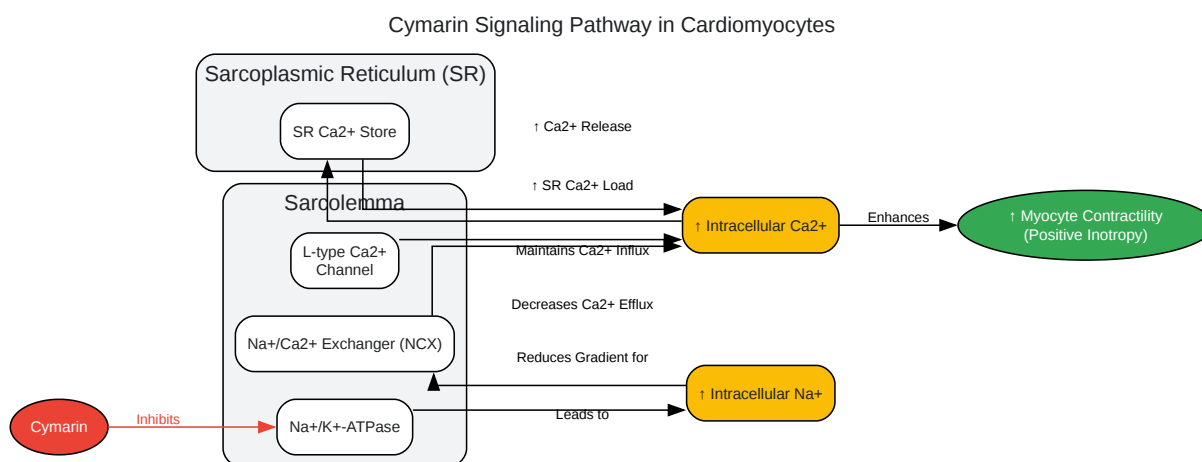 Cymarin Signaling Pathway in Cardiomyocytes
Sarcoplasmic Reticulum (SR)
SR Ca2+ Store
↑ Ca2+ Release
↑ SR Ca2+ Load
Sarcolemma
↑ Intracellular Ca2+
Enhances
↑ Myocyte Contractility
(Positive Inotropy)
L-type Ca2+
Channel
Maintains Ca2+ Influx
Decreases Ca2+ Efflux
Na+/Ca2+ Exchanger (NCX)
Reduces Gradient for
↑ Intracellular Na+
Leads to
Cymarin
Inhibits
Na+/K+-ATPase